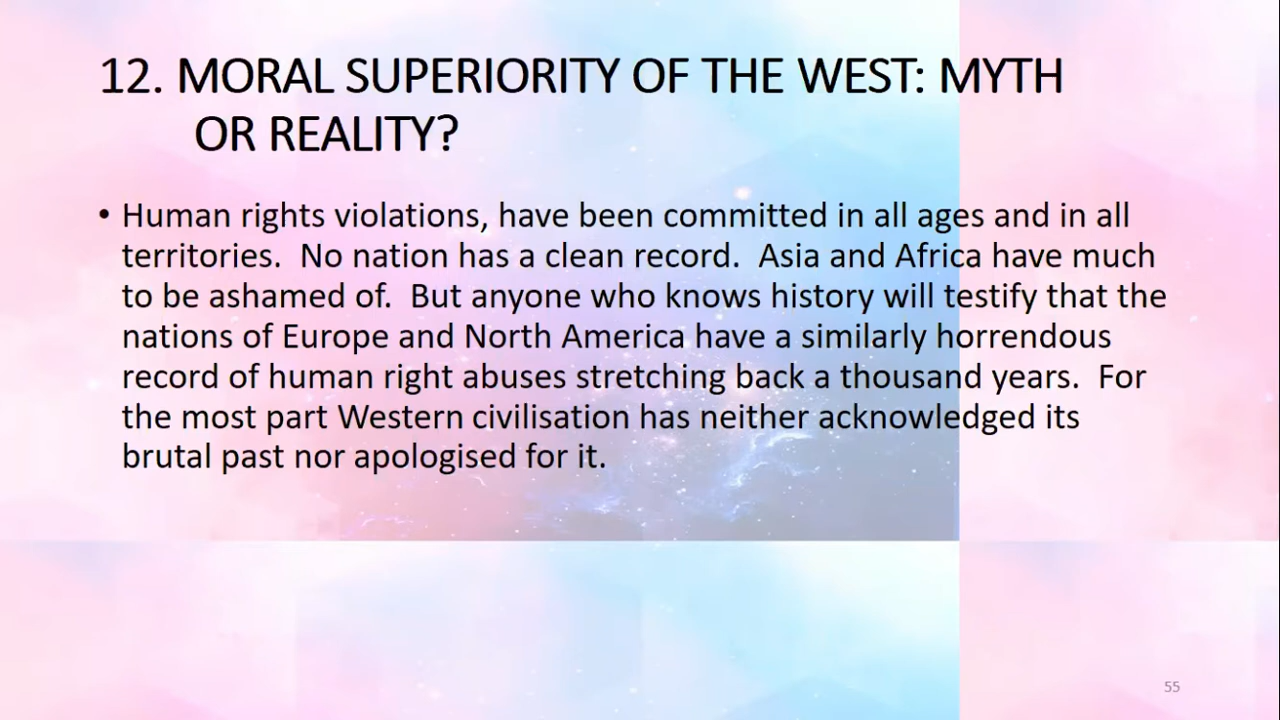 12. MORAL SUPERIORITY OF THE WEST: MYTH
OR REALITY?
• Human rights violations, have been committed in all ages and in all
territories.  No nation has a clean record.  Asia and Africa have much
to be ashamed of.  But anyone who knows history will testify that the
nations of Europe and North America have a similarly horrendous
record of human right abuses stretching back a thousand years.  For
the most part Western civilisation has neither acknowledged its
brutal past nor apologised for it.
55